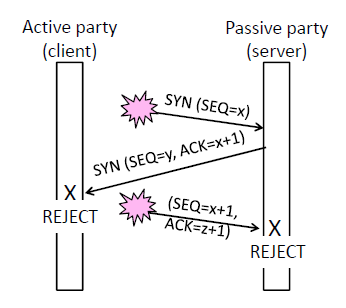 Active party
(client)
Passive party
(server)
SYN (SEQ=x)
SYN (SEQ=y, ACK=x+1)
X
REJECT
(SEQ=x+1,
ACK=z+1)
X
REJECT